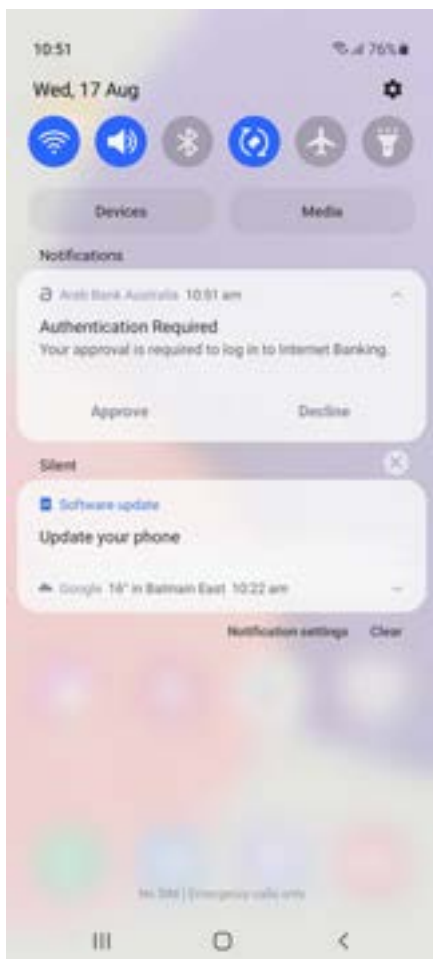 10:51 76%
Wed, 17 Aug
Devices Media
Notifications
Arab Bank Australia 10:51 am
Authentication Required
Your approval is required to log in to Internet Banking.
Approve Decline
Silent
Software update
Update your phone
Google 16° in Balmain East 10:22 am
Notification settings Clear
No SIM | Emergency calls only